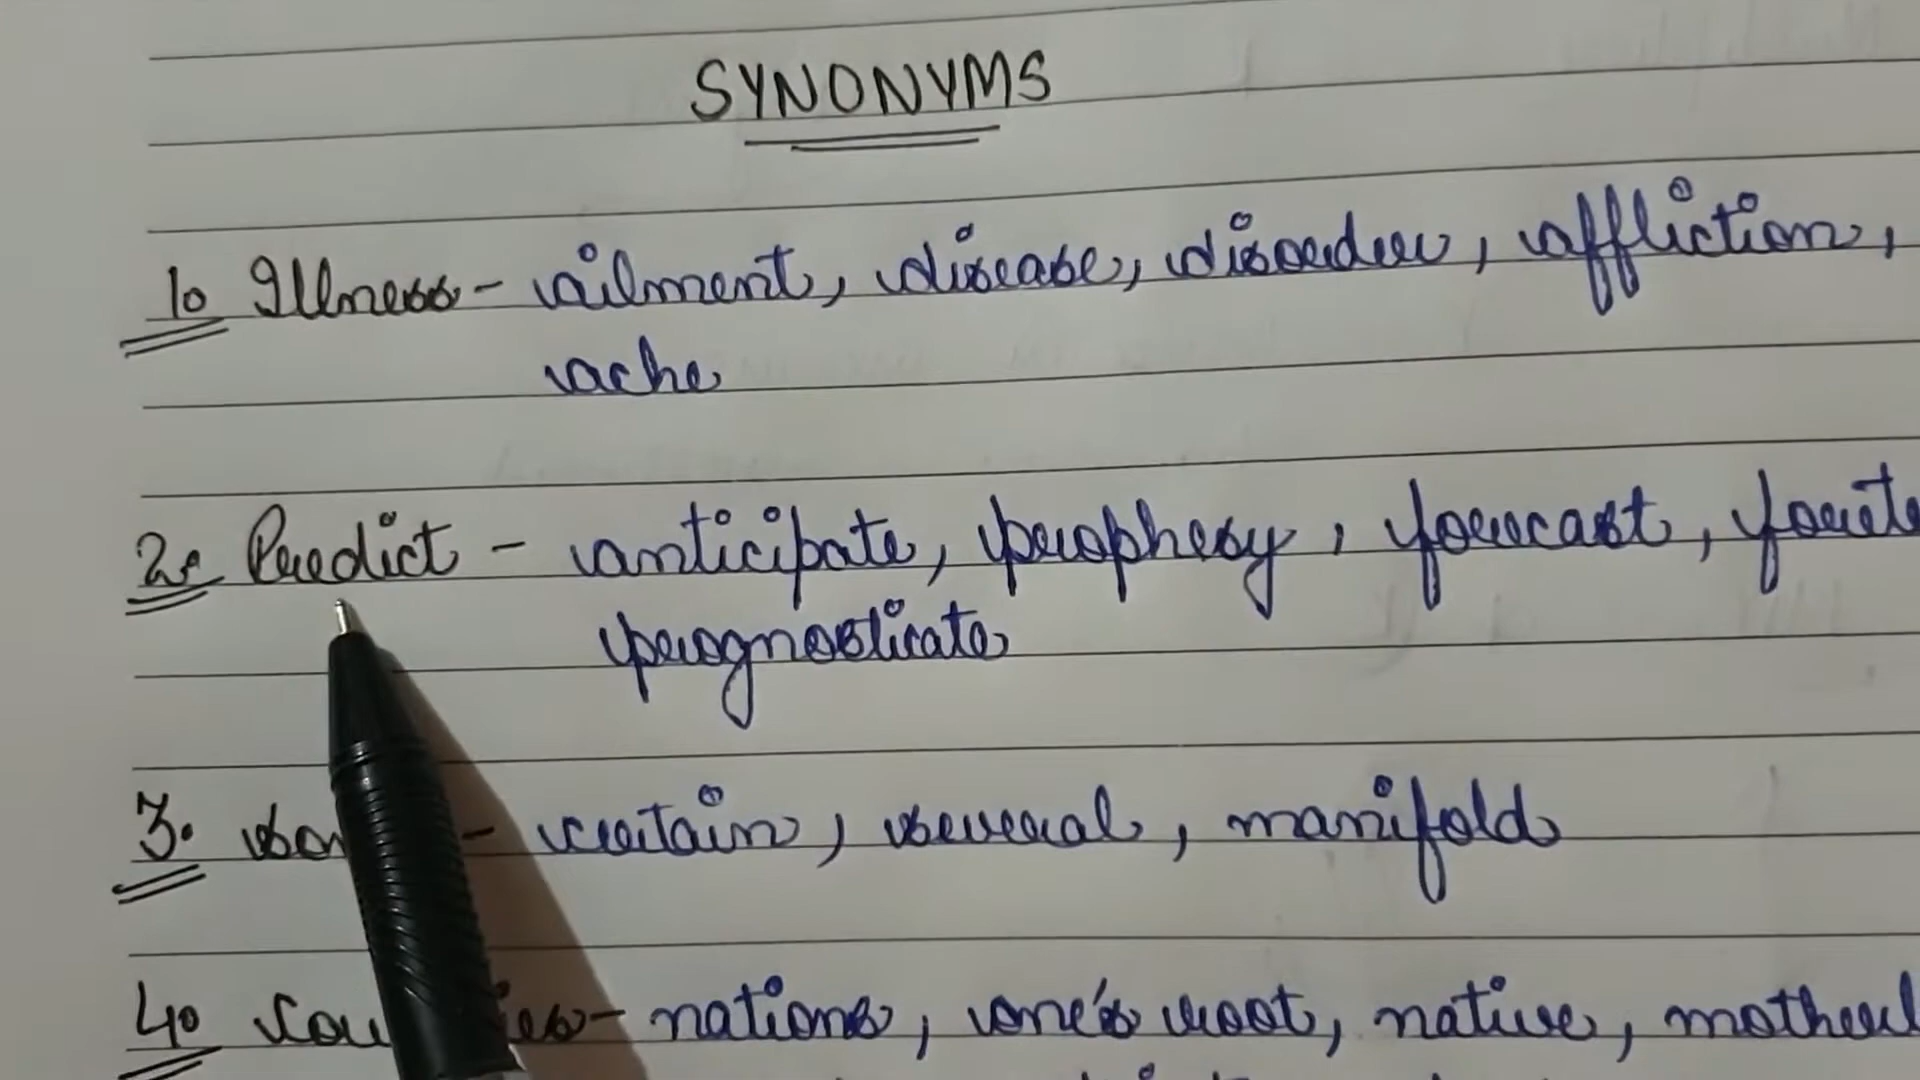 SYNONYMS
1. Illness - ailment, disease, disorder, affliction,
ache
2. Predict - anticipate, prophesy, forecast,
prognosticate
3. - certain, several, manifold
4. - nations, one's root, native,